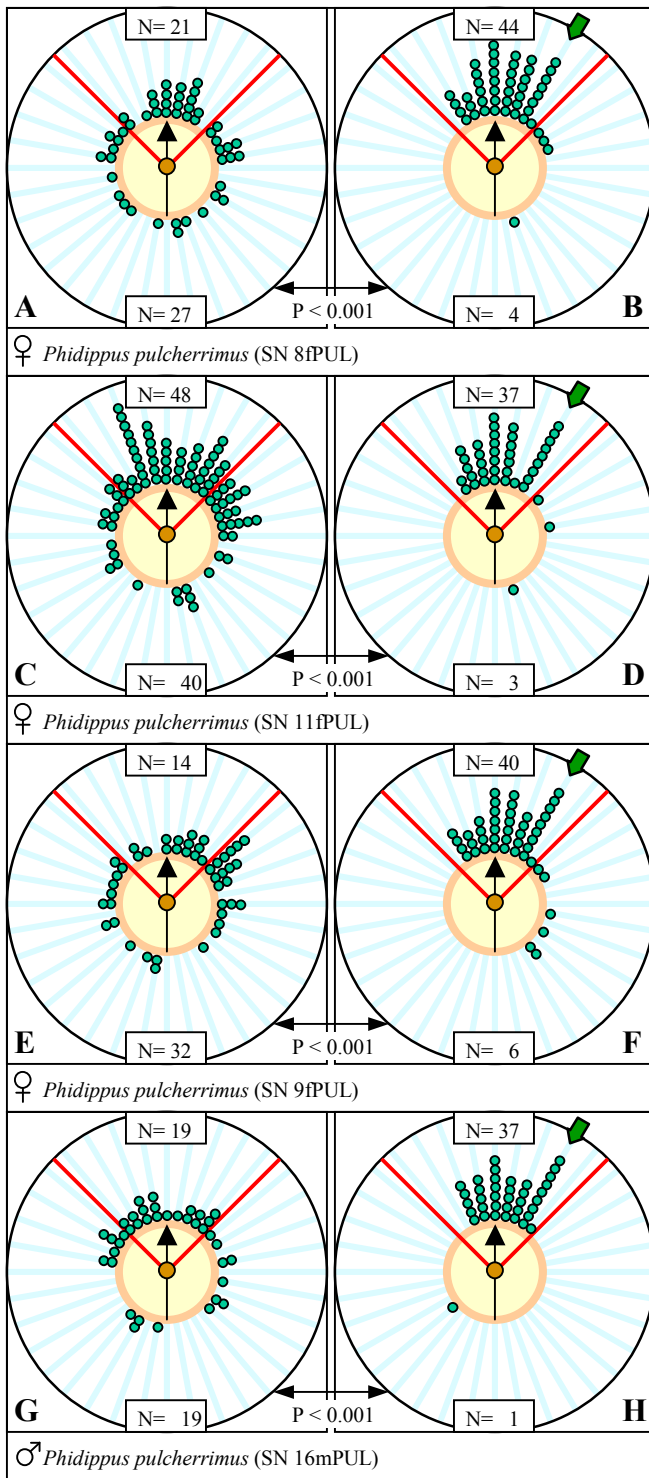 N= 21
N= 44
A
B
P < 0.001
N= 27
N= 4
♀ Phidippus pulcherrimus (SN 8fPUL)
N= 48
N= 37
C
D
P < 0.001
N= 40
N= 3
♀ Phidippus pulcherrimus (SN 11fPUL)
N= 14
N= 40
E
F
P < 0.001
N= 32
N= 6
♀ Phidippus pulcherrimus (SN 9fPUL)
N= 19
N= 37
G
H
P < 0.001
N= 19
N= 1
♂ Phidippus pulcherrimus (SN 16mPUL)